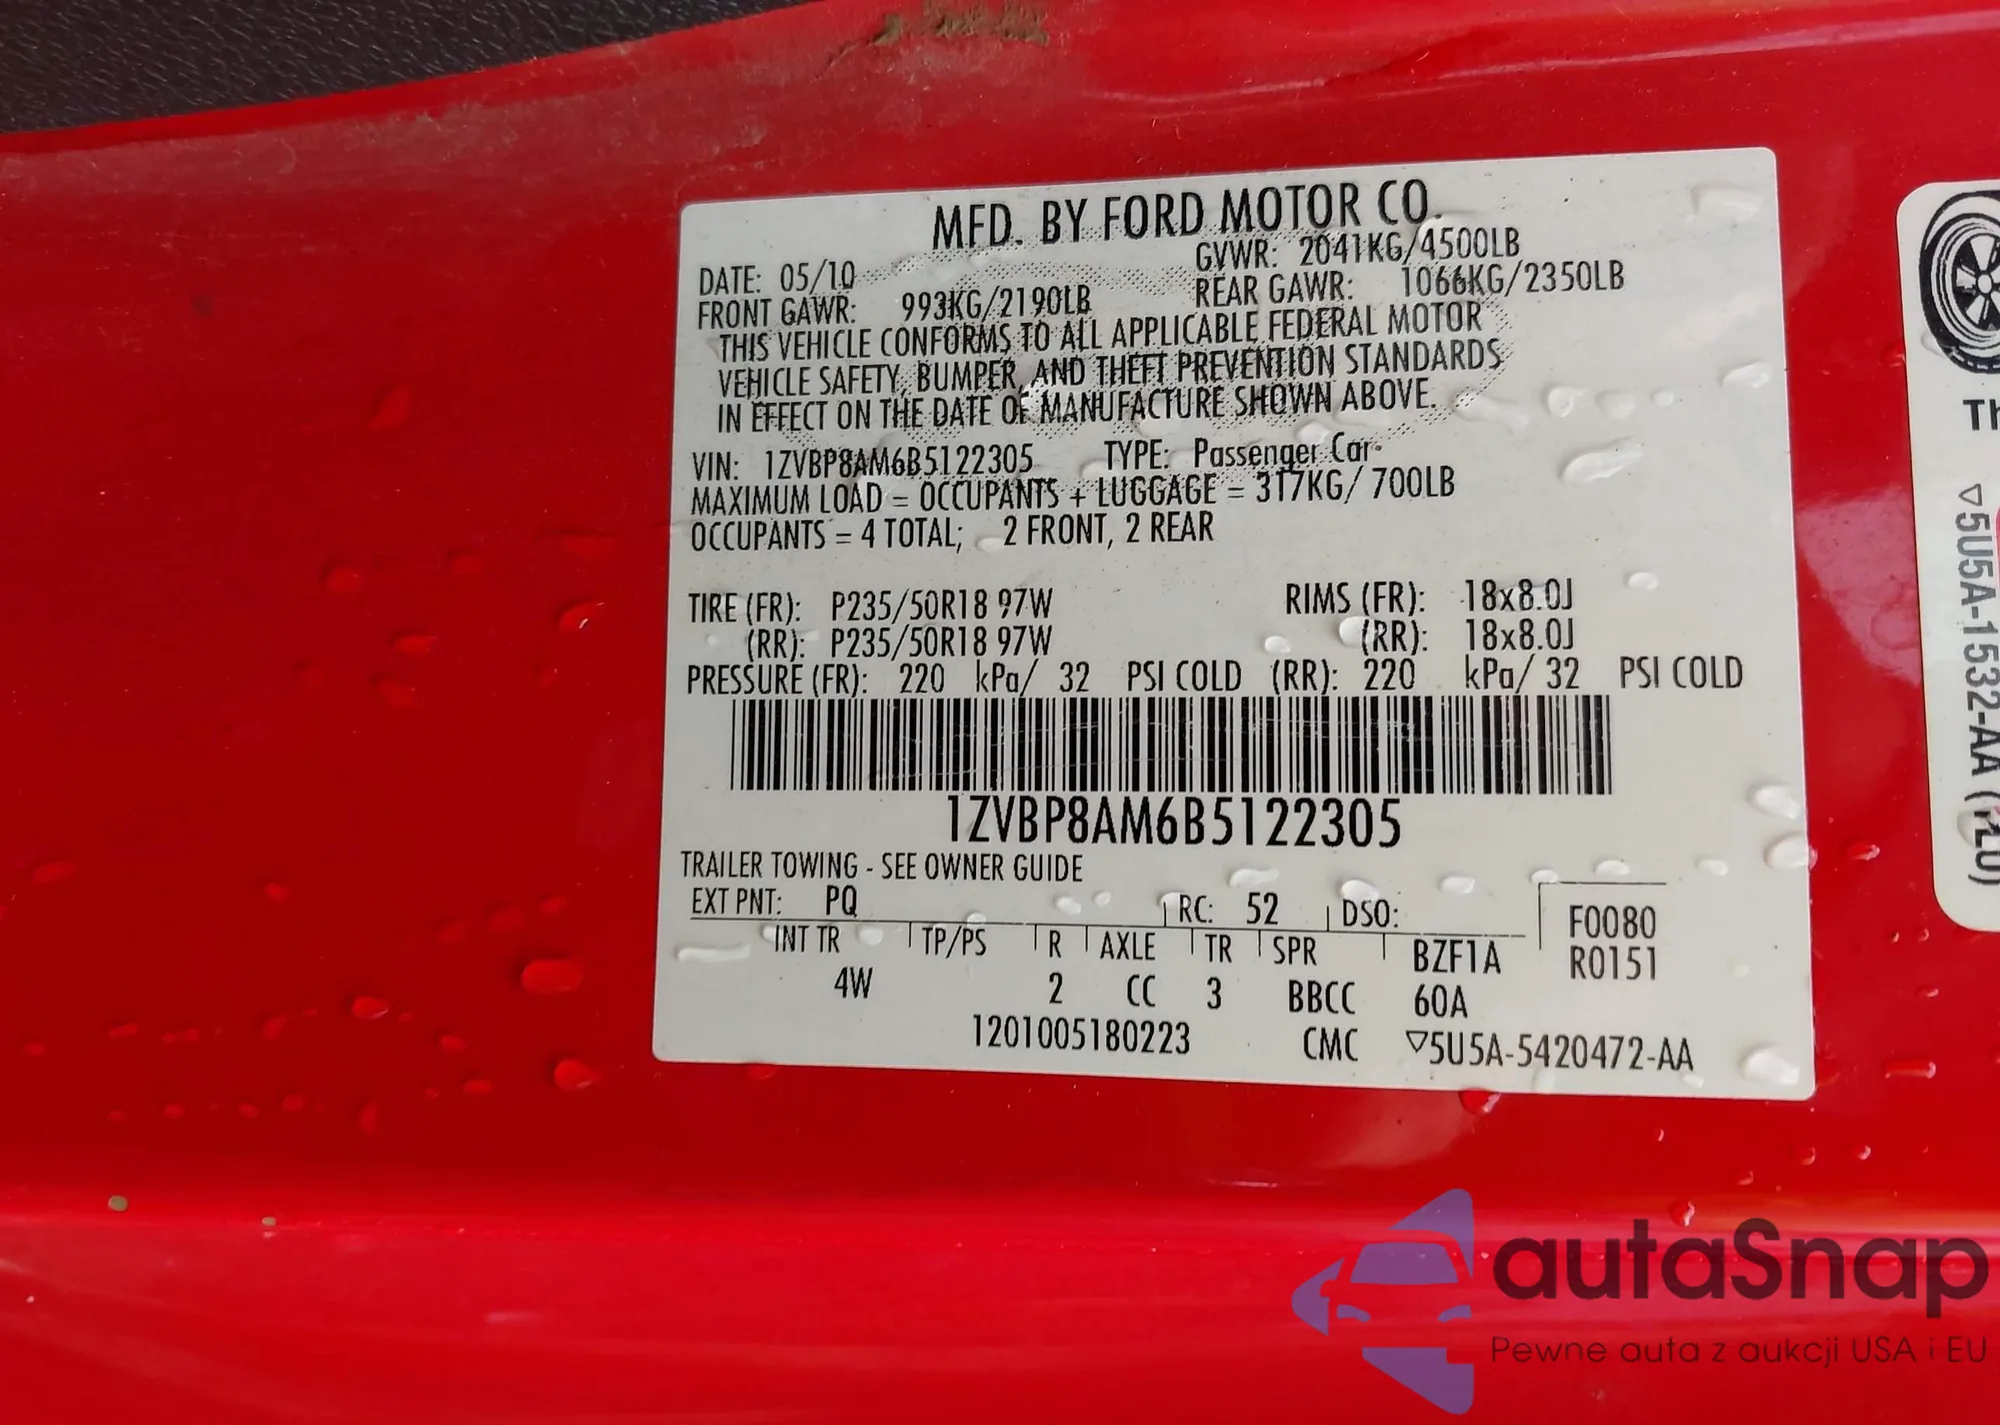 MFD. BY FORD MOTOR CO.
DATE: 05/10 GVWR: 2041KG/4500LB
FRONT GAWR: 993KG/2190LB REAR GAWR: 1066KG/2350LB
THIS VEHICLE CONFORMS TO ALL APPLICABLE FEDERAL MOTOR
VEHICLE SAFETY, BUMPER, AND THEFT PREVENTION STANDARDS
IN EFFECT ON THE DATE OF MANUFACTURE SHOWN ABOVE.
VIN: 1ZVBP8AM6B5122305 TYPE: Passenger Car
MAXIMUM LOAD = OCCUPANTS + LUGGAGE = 317KG/ 700LB
OCCUPANTS = 4 TOTAL; 2 FRONT, 2 REAR
TIRE (FR): P235/50R18 97W RIMS (FR): 18x8.0J
(RR): P235/50R18 97W (RR): 18x8.0J
PRESSURE (FR): 220 kPa/ 32 PSI COLD (RR): 220 kPa/ 32 PSI COLD
1ZVBP8AM6B5122305
TRAILER TOWING - SEE OWNER GUIDE
EXT PNT: PQ RC: 52 DSO: F0080
INT TR TP/PS R AXLE TR SPR BZF1A R0151
4W 2 CC 3 BBCC 60A
1201005180223 CMC ▽5U5A-5420472-AA
▽5U5A-1532-AA
autaSnap
Pewne auta z aukcji USA i EU